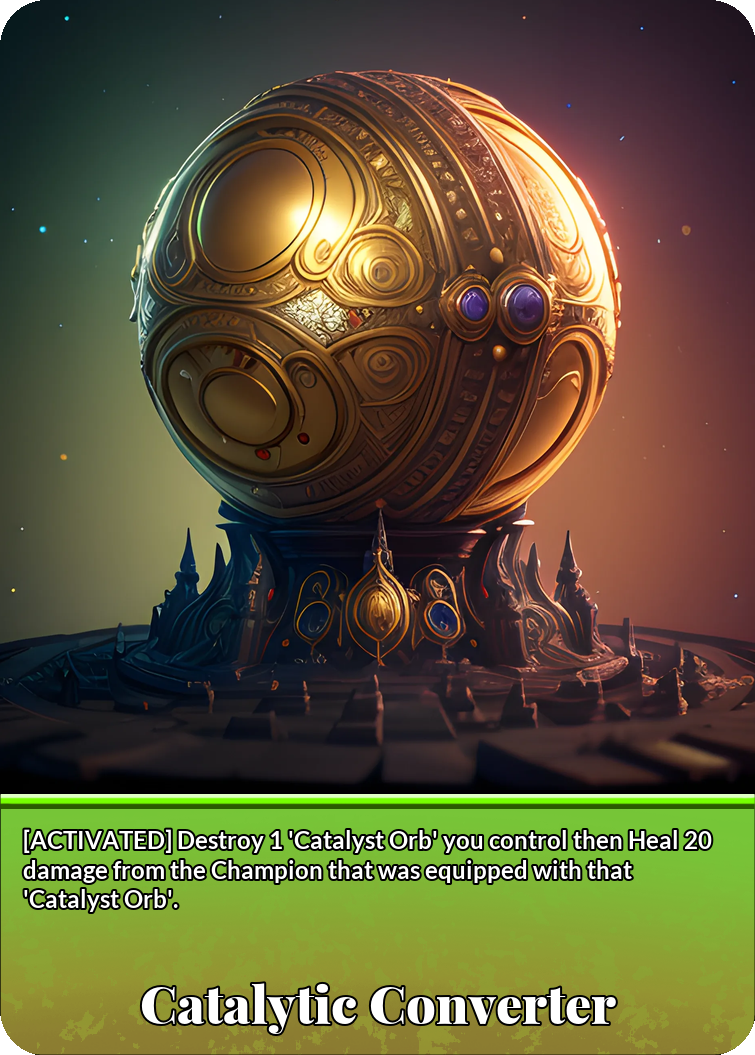 [ACTIVATED] Destroy 1 'Catalyst Orb' you control then Heal 20
damage from the Champion that was equipped with that
'Catalyst Orb'.
Catalytic Converter